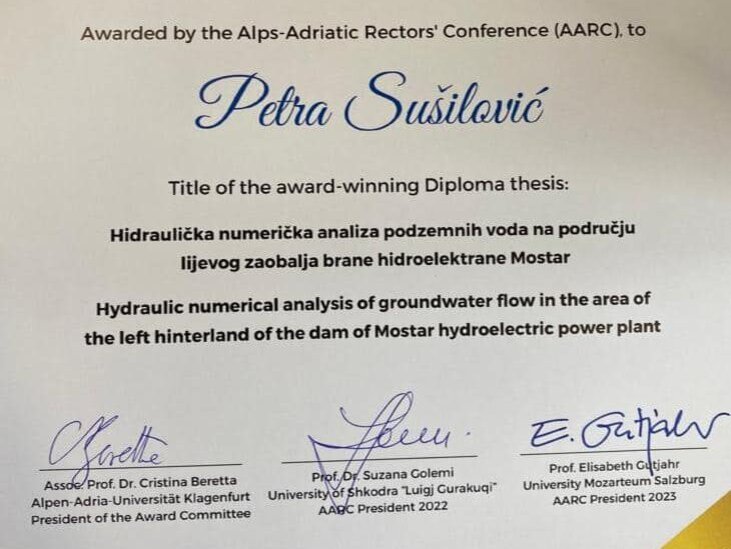 Awarded by the Alps-Adriatic Rectors' Conference (AARC), to
Petra Sušilović
Title of the award-winning Diploma thesis:
Hidraulička numerička analiza podzemnih voda na području
lijevog zaobalja brane hidroelektrane Mostar
Hydraulic numerical analysis of groundwater flow in the area of
the left hinterland of the dam of Mostar hydroelectric power plant
E. Gutjahr
Assoc. Prof. Dr. Cristina Beretta
Alpen-Adria-Universität Klagenfurt
President of the Award Committee
Prof. Dr. Suzana Golemi
University of Shkodra "Luigj Gurakuqi"
AARC President 2022
Prof. Elisabeth Gutjahr
University Mozarteum Salzburg
AARC President 2023